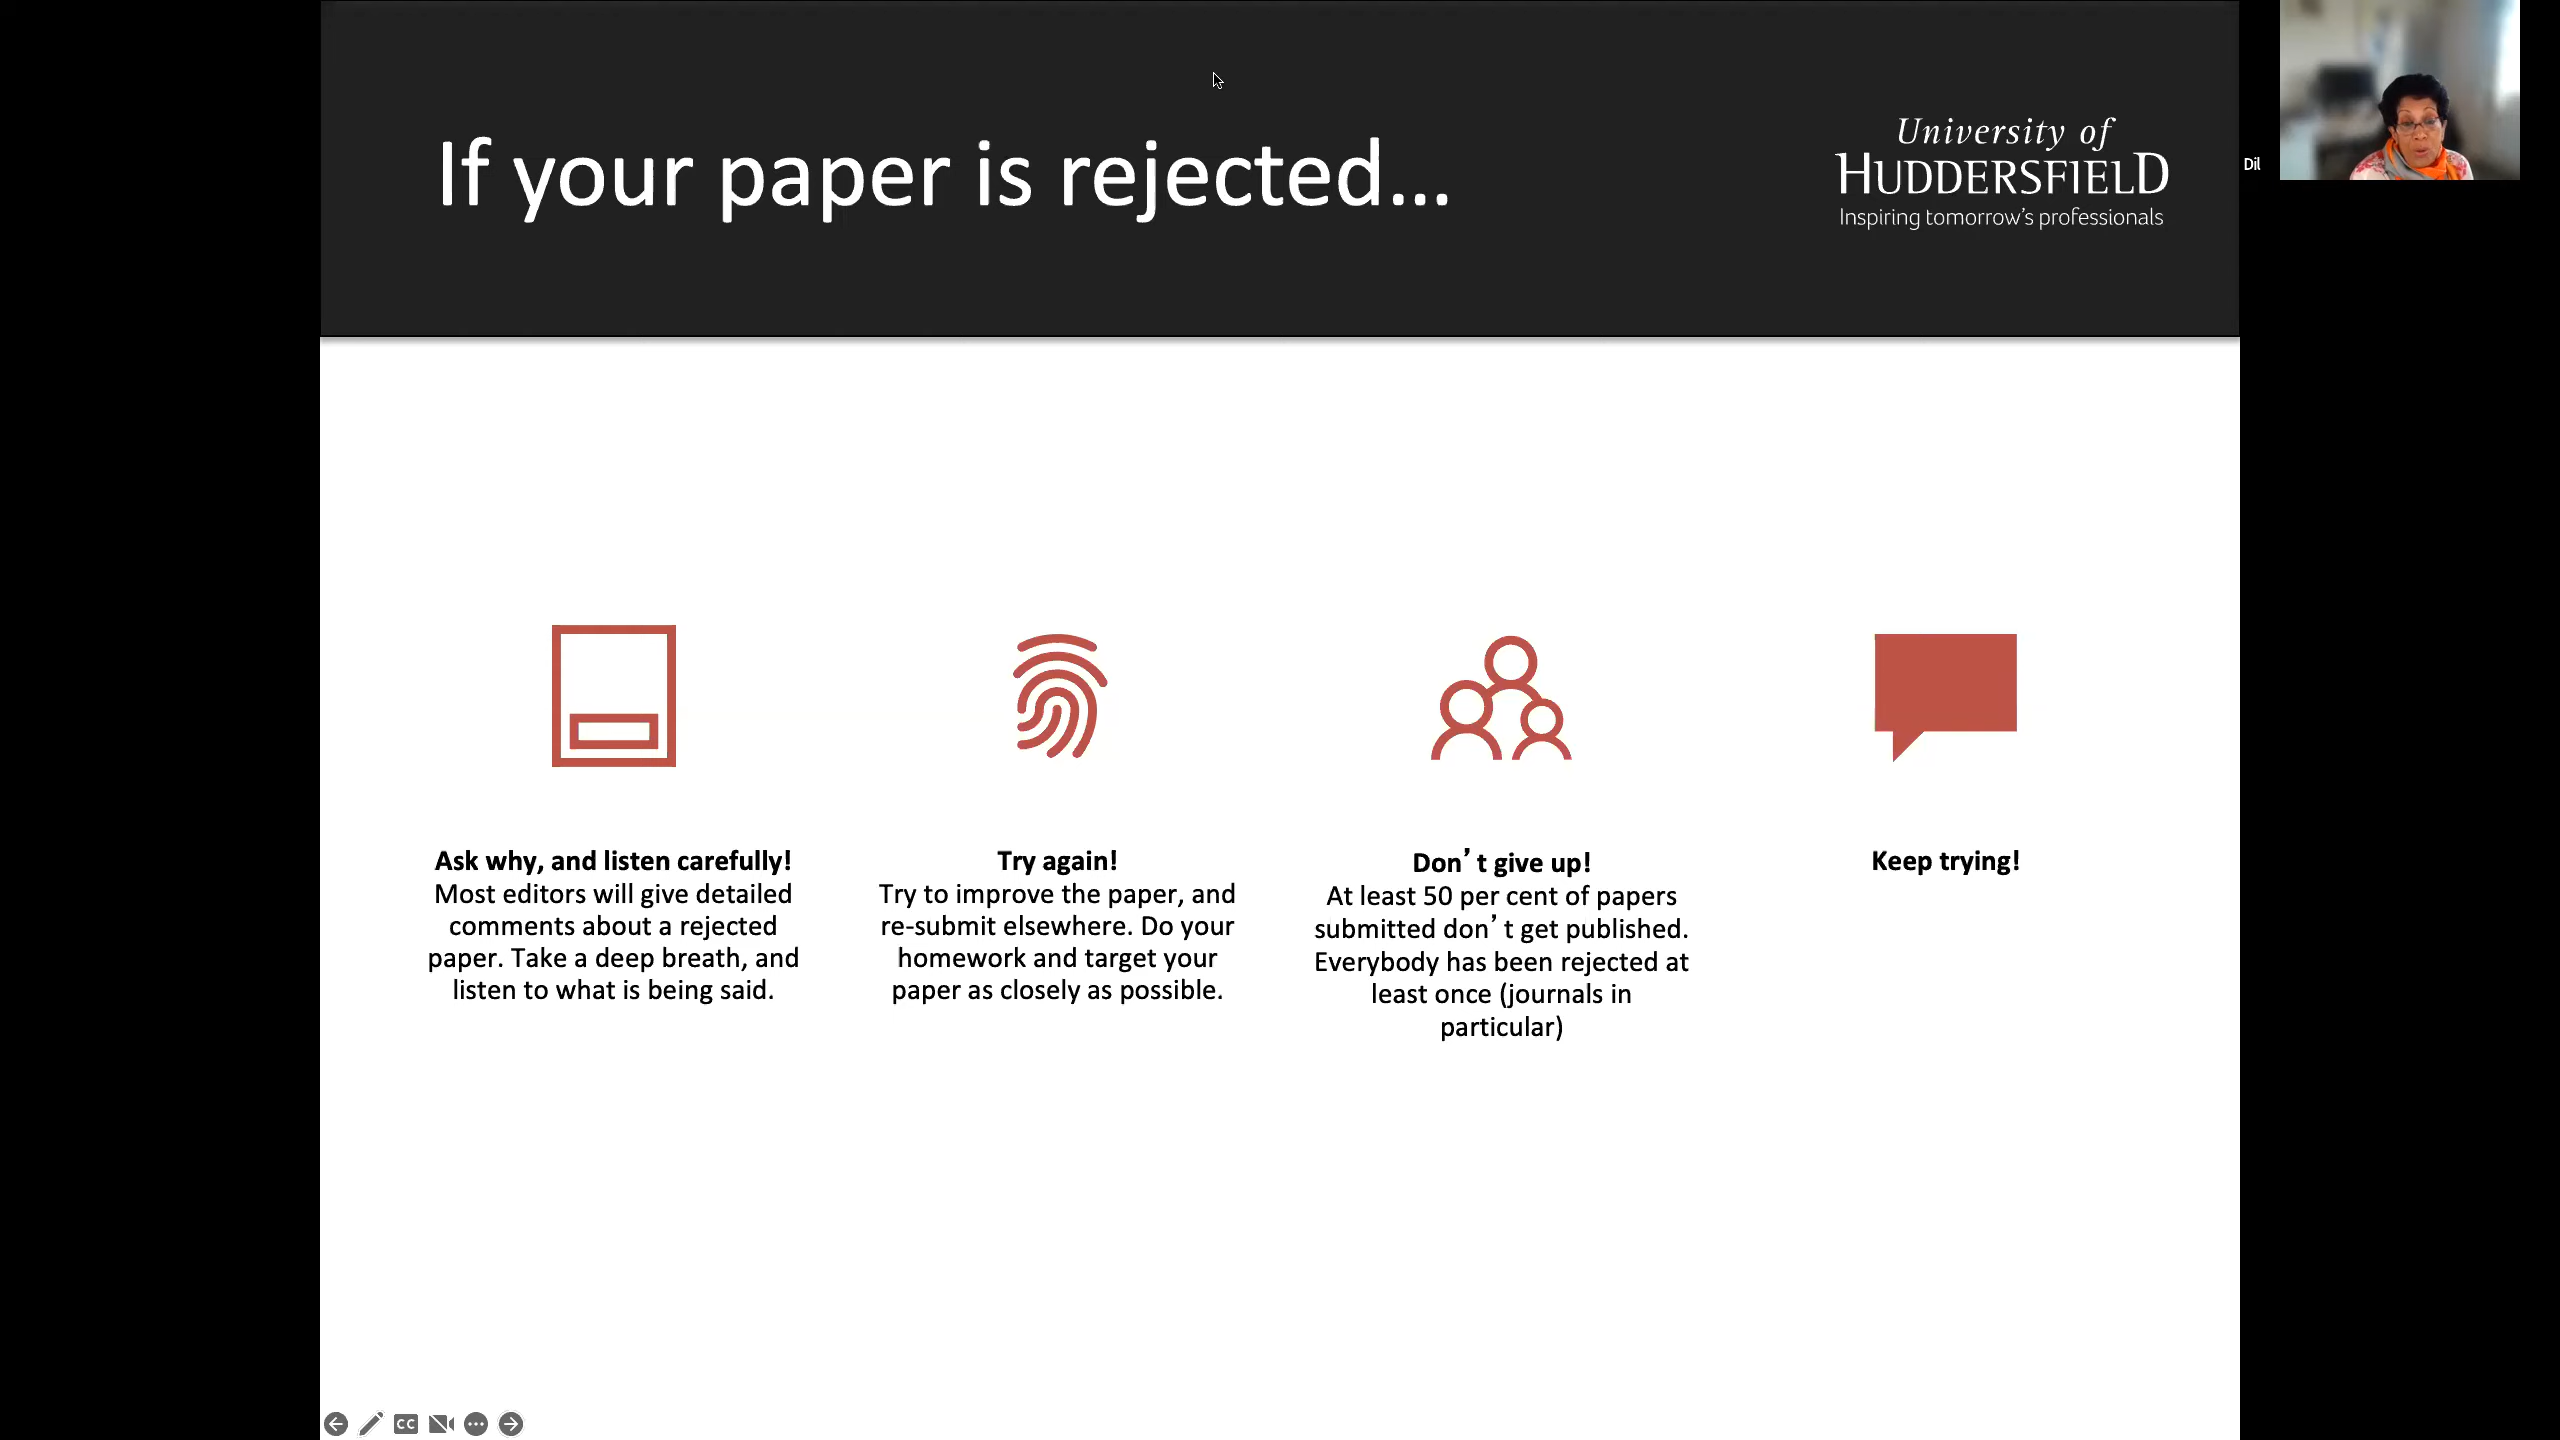 If your paper is rejected...
University of
HUDDERSFIELD
Inspiring tomorrow's professionals
Dil
Ask why, and listen carefully!
Most editors will give detailed
comments about a rejected
paper. Take a deep breath, and
listen to what is being said.
Try again!
Try to improve the paper, and
re-submit elsewhere. Do your
homework and target your
paper as closely as possible.
Don’t give up!
At least 50 per cent of papers
submitted don’t get published.
Everybody has been rejected at
least once (journals in
particular)
Keep trying!
CC